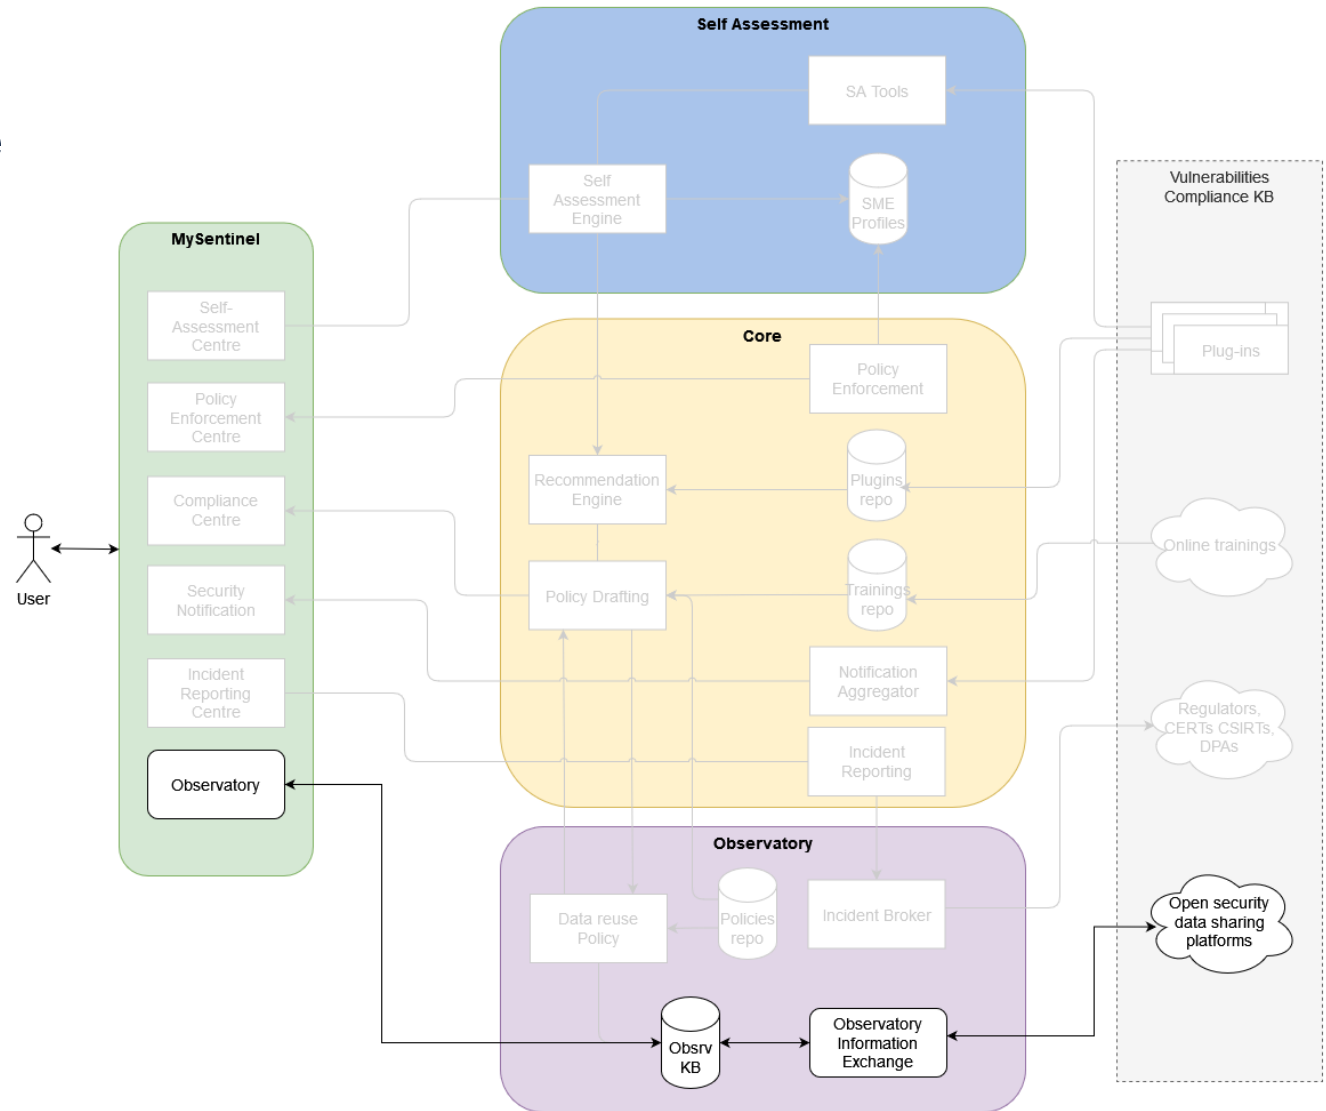 Self Assessment
SA Tools
Self
Assessment
Engine
SME
Profiles
Vulnerabilities
Compliance KB
MySentinel
Self-
Assessment
Centre
Policy
Enforcement
Centre
Compliance
Centre
Security
Notification
Incident
Reporting
Centre
Observatory
User
Core
Policy
Enforcement
Recommendation
Engine
Plugins
repo
Policy Drafting
Trainings
repo
Notification
Aggregator
Incident
Reporting
Plug-ins
Online trainings
Regulators,
CERTs CSIRTs,
DPAs
Open security
data sharing
platforms
Observatory
Data reuse
Policy
Policies
repo
Incident Broker
Obsrv
KB
Observatory
Information
Exchange